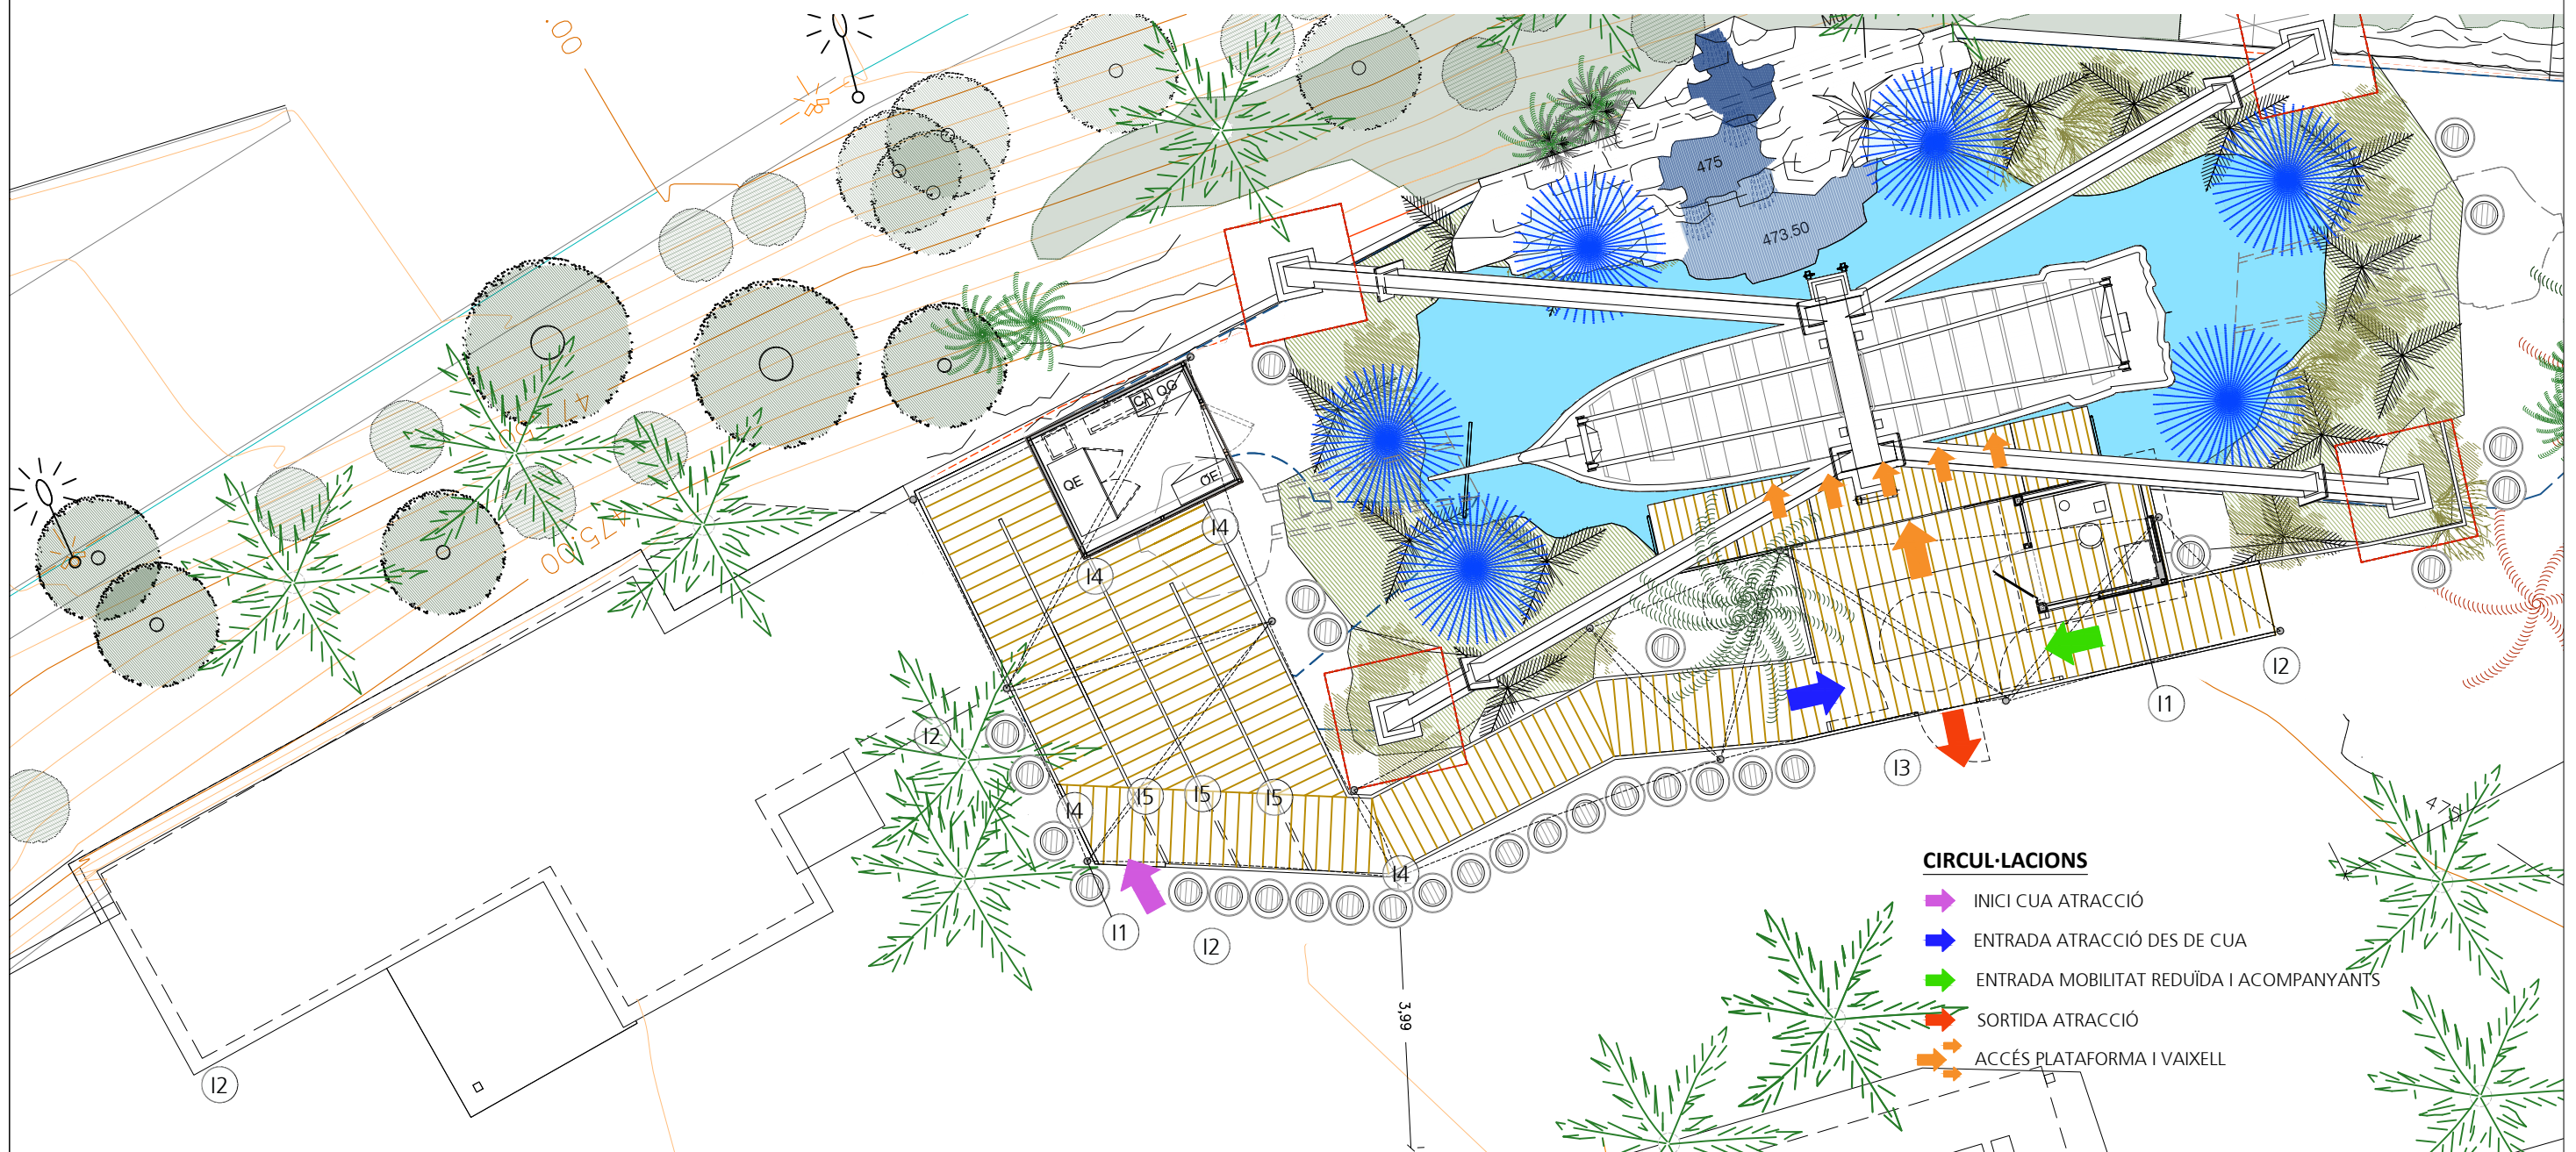 .00
475
473.50
CA QG
QE
QE
I4
I4
475.00
I2
I2
I1
I5
I5
I5
I4
I3
I4
I1
I2
3,99
I2
CIRCUL·LACIONS
INICI CUA ATRACCIÓ
ENTRADA ATRACCIÓ DES DE CUA
ENTRADA MOBILITAT REDUÏDA I ACOMPANYANTS
SORTIDA ATRACCIÓ
ACCÉS PLATAFORMA I VAIXELL